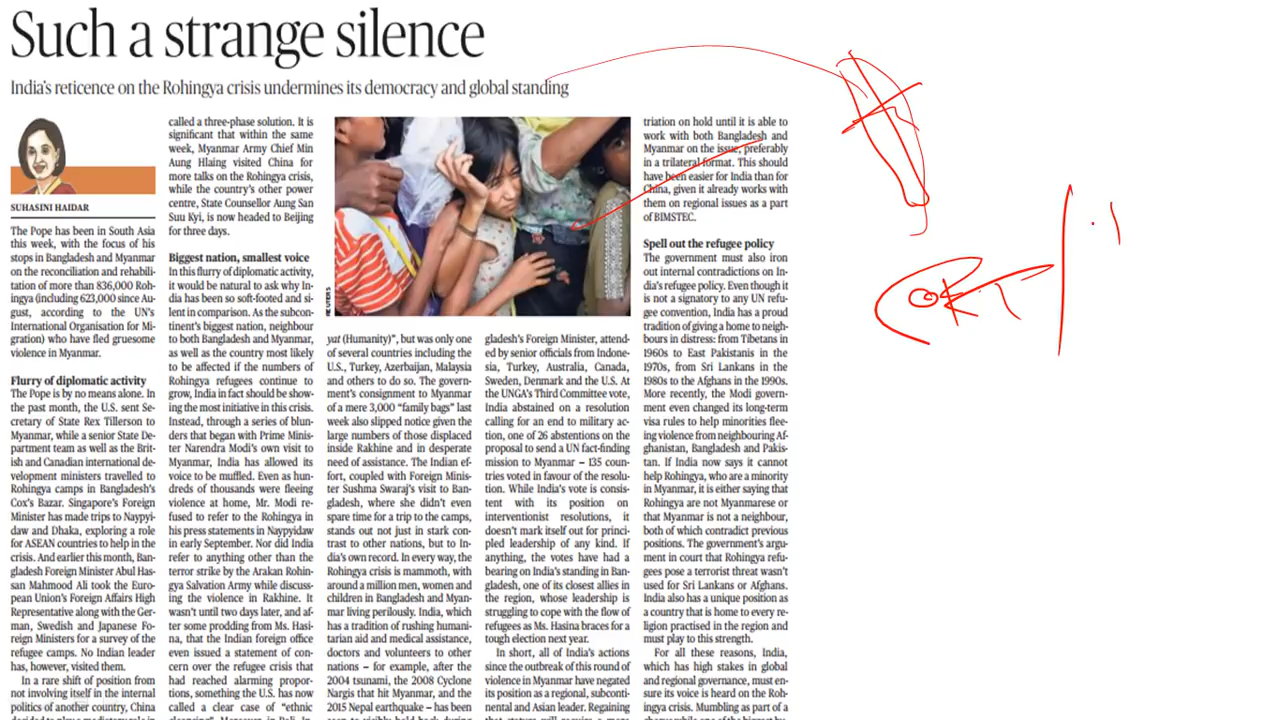 Such a strange silence
India's reticence on the Rohingya crisis undermines its democracy and global standing
SUHASINI HAIDAR
The Pope has been in South Asia
this week, with the focus of his
stops in Bangladesh and Myanmar
on the reconciliation and rehabili-
tation of more than 836,000 Roh-
ingya (including 623,000 since Au-
gust, according to the UN's
International Organisation for Mi-
gration) who have fled gruesome
violence in Myanmar.
Flurry of diplomatic activity
The Pope is by no means alone. In
the past month, the U.S. sent Se-
cretary of State Rex Tillerson to
Myanmar, while a senior State De-
partment team as well as the Brit-
ish and Canadian international de-
velopment ministers travelled to
Rohingya camps in Bangladesh's
Cox's Bazar. Singapore's Foreign
Minister has made trips to Naypyi-
daw and Dhaka, exploring a role
for ASEAN countries to help in the
crisis. And earlier this month, Ban-
gladesh Foreign Minister Abul Has-
san Mahmood Ali took the Euro-
pean Union's Foreign Affairs High
Representative along with the Ger-
man, Swedish and Japanese Fo-
reign Ministers for a survey of the
refugee camps. No Indian leader
has, however, visited them.
In a rare shift of position from
not involving itself in the internal
politics of another country, China
called a three-phase solution. It is
significant that within the same
week, Myanmar Army Chief Min
Aung Hlaing visited China for
more talks on the Rohingya crisis,
while the country's other power
centre, State Counsellor Aung San
Suu Kyi, is now headed to Beijing
for three days.
Biggest nation, smallest voice
In this flurry of diplomatic activity,
it would be natural to ask why In-
dia has been so soft-footed and si-
lent in comparison. As the subcon-
tinent's biggest nation, neighbour
to both Bangladesh and Myanmar,
as well as the country most likely
to be affected if the numbers of
Rohingya refugees continue to
grow, India in fact should be show-
ing the most initiative in this crisis.
Instead, through a series of blun-
ders that began with Prime Minis-
ter Narendra Modi's own visit to
Myanmar, India has allowed its
voice to be muffled. Even as hun-
dreds of thousands were fleeing
violence at home, Mr. Modi re-
fused to refer to the Rohingya in
his press statements in Naypyidaw
in early September. Nor did India
refer to anything other than the
terror strike by the Arakan Rohin-
gya Salvation Army while discuss-
ing the violence in Rakhine. It
wasn't until two days later, and af-
ter some prodding from Ms. Hasi-
na, that the Indian foreign office
even issued a statement of con-
cern over the refugee crisis that
had reached alarming propor-
tions, something the U.S. has now
called a clear case of "ethnic
REUTERS
yat (Humanity)", but was only one
of several countries including the
U.S., Turkey, Azerbaijan, Malaysia
and others to do so. The govern-
ment's consignment to Myanmar
of a mere 3,000 "family bags" last
week also slipped notice given the
large numbers of those displaced
inside Rakhine and in desperate
need of assistance. The Indian ef-
fort, coupled with Foreign Minis-
ter Sushma Swaraj's visit to Ban-
gladesh, where she didn't even
spare time for a trip to the camps,
stands out not just in stark con-
trast to other nations, but to In-
dia's own record. In every way, the
Rohingya crisis is mammoth, with
around a million men, women and
children in Bangladesh and Myan-
mar living perilously. India, which
has a tradition of rushing humani-
tarian aid and medical assistance,
doctors and volunteers to other
nations – for example, after the
2004 tsunami, the 2008 Cyclone
Nargis that hit Myanmar, and the
2015 Nepal earthquake – has been
gladesh's Foreign Minister, attend-
ed by senior officials from Indone-
sia, Turkey, Australia, Canada,
Sweden, Denmark and the U.S. At
the UNGA's Third Committee vote,
India abstained on a resolution
calling for an end to military ac-
tion, one of 26 abstentions on the
proposal to send a UN fact-finding
mission to Myanmar – 135 coun-
tries voted in favour of the resolu-
tion. While India's vote is consis-
tent with its position on
interventionist resolutions, it
doesn't mark itself out for princi-
pled leadership of any kind. If
anything, the votes have had a
bearing on India's standing in Ban-
gladesh, one of its closest allies in
the region, whose leadership is
struggling to cope with the flow of
refugees as Ms. Hasina braces for a
tough election next year.
In short, all of India's actions
since the outbreak of this round of
violence in Myanmar have negated
its position as a regional, subconti-
nental and Asian leader. Regaining
triation on hold until it is able to
work with both Bangladesh and
Myanmar on the issue, preferably
in a trilateral format. This should
have been easier for India than for
China, given it already works with
them on regional issues as a part
of BIMSTEC.
Spell out the refugee policy
The government must also iron
out internal contradictions on In-
dia's refugee policy. Even though it
is not a signatory to any UN refu-
gee convention, India has a proud
tradition of giving a home to neigh-
bours in distress: from Tibetans in
1960s to East Pakistanis in the
1970s, from Sri Lankans in the
1980s to the Afghans in the 1990s.
More recently, the Modi govern-
ment even changed its long-term
visa rules to help minorities flee-
ing violence from neighbouring Af-
ghanistan, Bangladesh and Pakis-
tan. If India now says it cannot
help Rohingya, who are a minority
in Myanmar, it is either saying that
Rohingya are not Myanmarese or
that Myanmar is not a neighbour,
both of which contradict previous
positions. The government's argu-
ment in court that Rohingya refu-
gees pose a terrorist threat wasn't
used for Sri Lankans or Afghans.
India also has a unique position as
a country that is home to every re-
ligion practised in the region and
must play to this strength.
For all these reasons, India,
which has high stakes in global
and regional governance, must en-
sure its voice is heard on the Roh-
ingya crisis. Mumbling as part of a